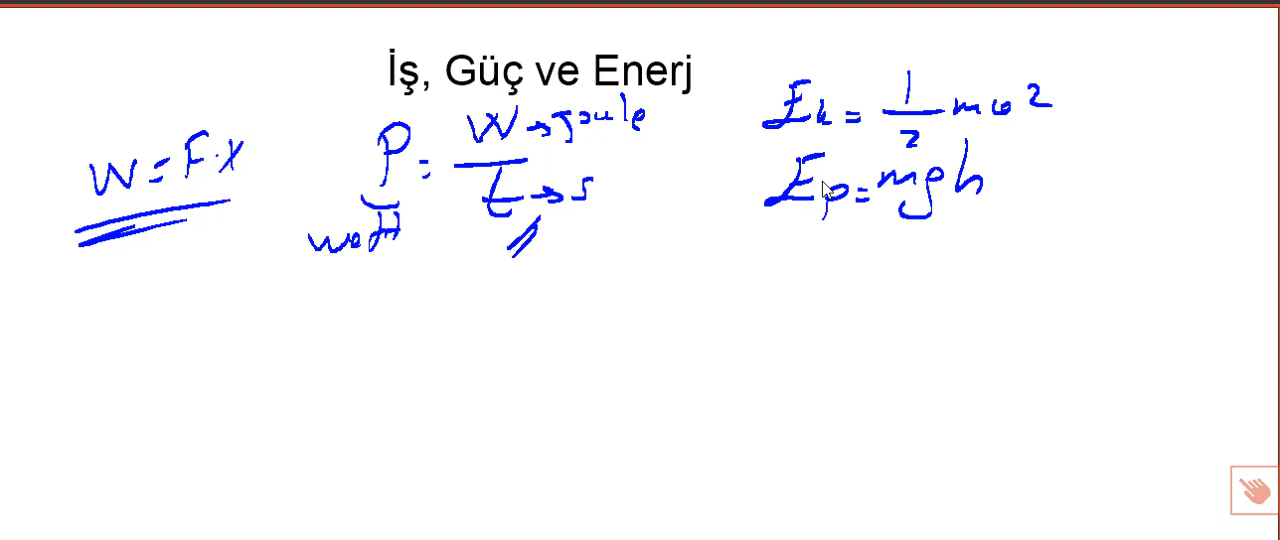 İş, Güç ve Enerj
W = F.X
P = W → Joule
t → s
watt
Ek = 1/2 mv²
Ep = mgh